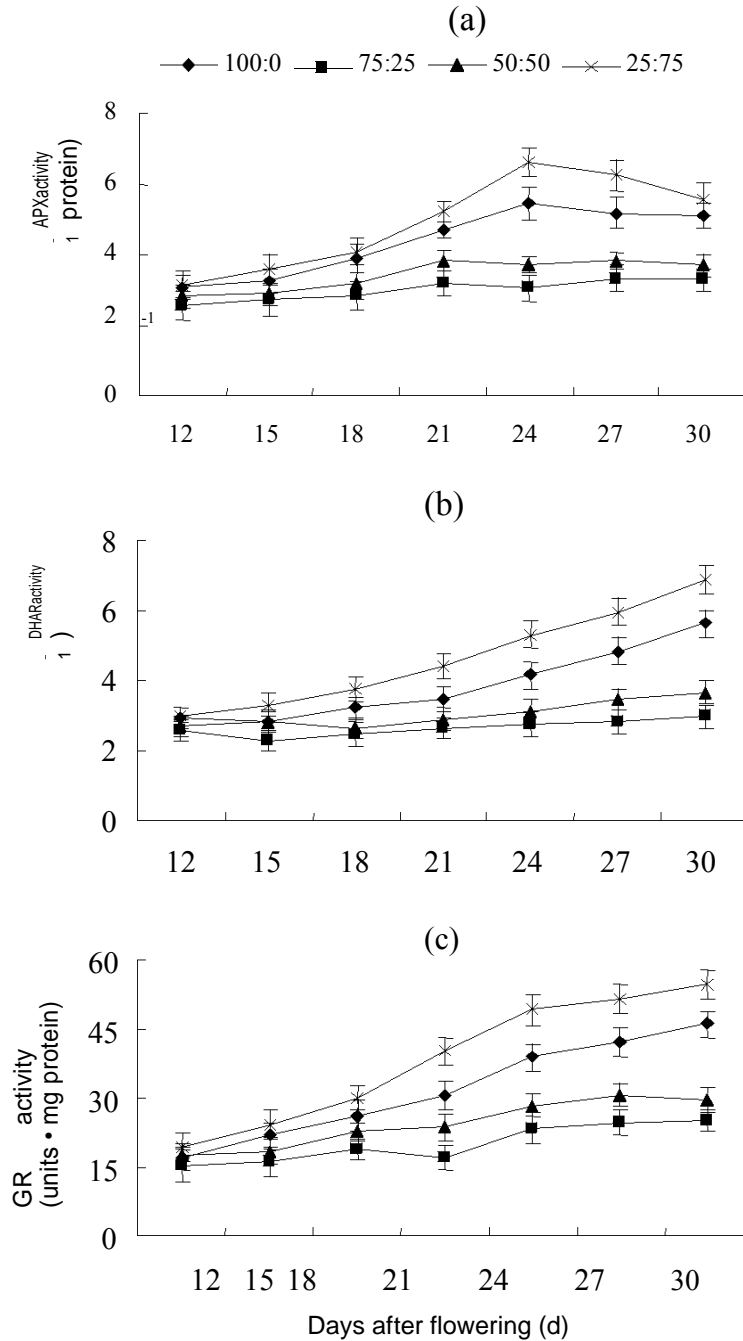 (a)
100:0 75:25 50:50 25:75
8
6
4
2
0
APXactivity
-
1 protein)
-1
12 15 18 21 24 27 30
(b)
8
6
4
2
0
DHARactivity
-
1 )
12 15 18 21 24 27 30
(c)
60
45
30
15
0
GR activity
(units • mg protein)
12 15 18 21 24 27 30
Days after flowering (d)